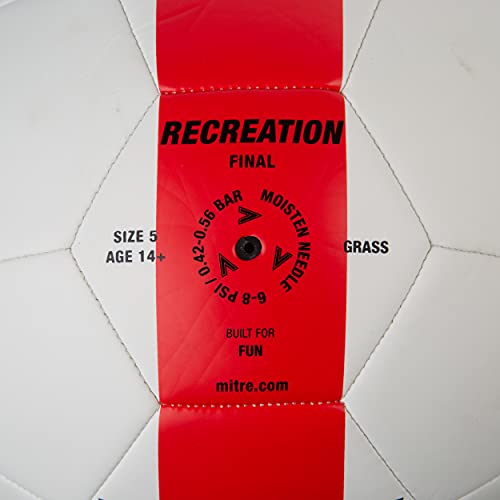 RECREATION
FINAL
SIZE 5
AGE 14+
6-8 PSI / 0.42-0.56 BAR
MOISTEN NEEDLE
GRASS
BUILT FOR
FUN
mitre.com